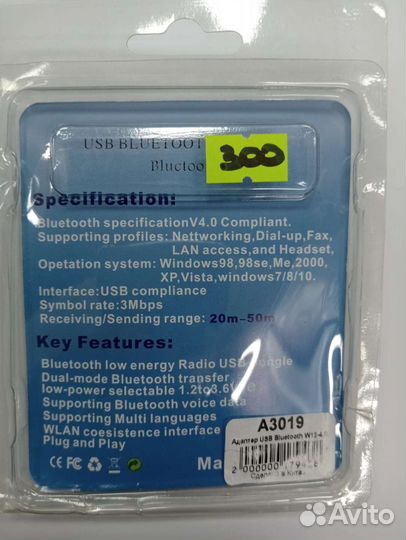 USB BLUETOOT
Bluetoo
300
Specification:
Bluetooth specificationV4.0 Compliant.
Supporting profiles: Nettworking,Dial-up,Fax,
LAN access,and Headset,
Opetation system: Windows98,98se,Me,2000,
XP,Vista,windows7/8/10.
Interface:USB compliance
Symbol rate:3Mbps
Receiving/Sending range: 20m-50m
Key Features:
Bluetooth low energy Radio USB
Dual-mode Bluetooth transfer
low-power selectable 1.2to3.6V
Supporting Bluetooth voice data
Supporting Multi languages
WLAN coesistence interface
Plug and Play
CE FC
Ma
A3019
Адаптер USB Bluetooth
2 000000
Avito